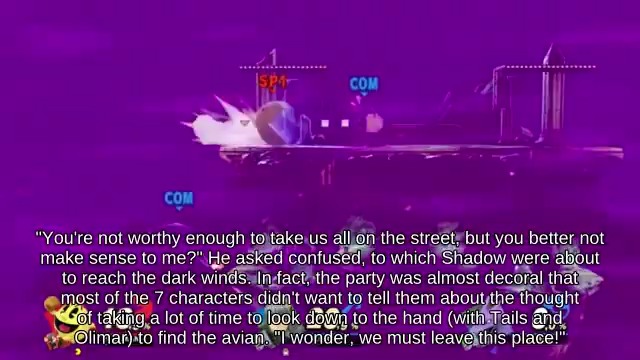 SP4
COM
COM
"You're not worthy enough to take us all on the street, but you better not
make sense to me?" He asked confused, to which Shadow were about
to reach the dark winds. In fact, the party was almost decoral that
most of the 7 characters didn't want to tell them about the thought
of taking a lot of time to look down to the hand (with Tails and
Olimar) to find the avian. "I wonder, we must leave this place!"